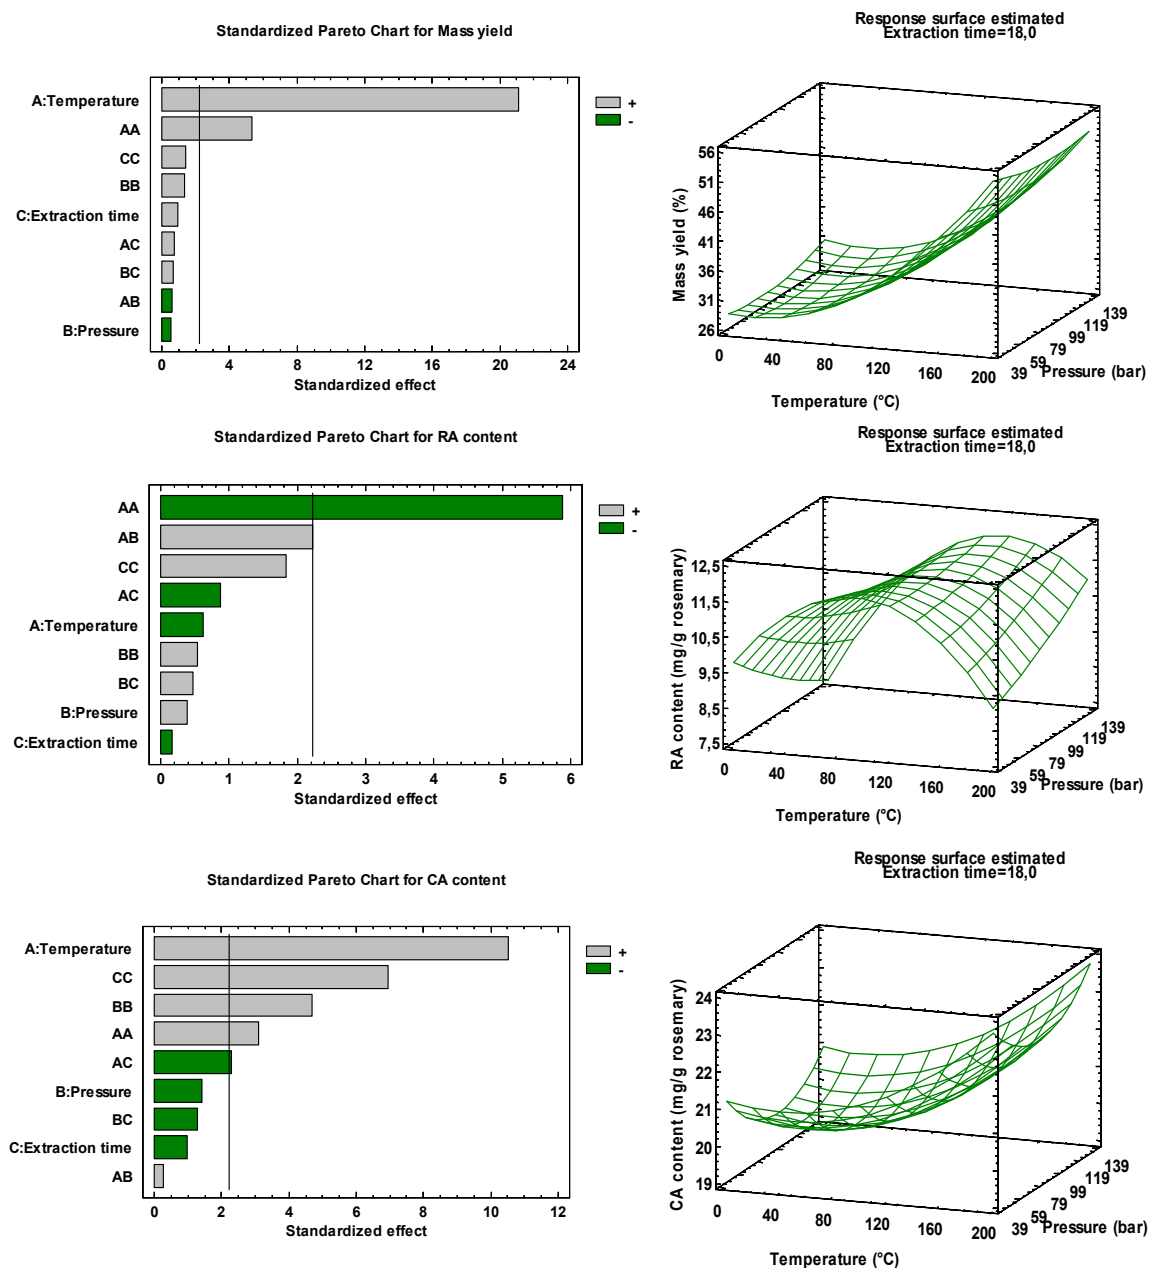 Standardized Pareto Chart for Mass yield
A:Temperature
AA
CC
BB
C:Extraction time
AC
BC
AB
B:Pressure
0 4 8 12 16 20 24
Standardized effect
+
-
Response surface estimated
Extraction time=18,0
Mass yield (%)
56
51
46
41
36
31
26
0 40 80 120 160 200
Temperature (°C)
39 59 79 99 119 139
Pressure (bar)
Standardized Pareto Chart for RA content
AA
AB
CC
AC
A:Temperature
BB
BC
B:Pressure
C:Extraction time
0 1 2 3 4 5 6
Standardized effect
+
-
Response surface estimated
Extraction time=18,0
RA content (mg/g rosemary)
12,5
11,5
10,5
9,5
8,5
7,5
0 40 80 120 160 200
Temperature (°C)
39 59 79 99 119 139
Pressure (bar)
Standardized Pareto Chart for CA content
A:Temperature
CC
BB
AA
AC
B:Pressure
BC
C:Extraction time
AB
0 2 4 6 8 10 12
Standardized effect
+
-
Response surface estimated
Extraction time=18,0
CA content (mg/g rosemary)
24
23
22
21
20
19
0 40 80 120 160 200
Temperature (°C)
39 59 79 99 119 139
Pressure (bar)